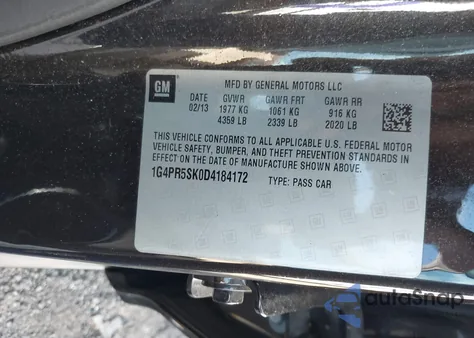 GM
MFD BY GENERAL MOTORS LLC
DATE GVWR GAWR FRT GAWR RR
02/13 1977 KG 1061 KG 916 KG
4359 LB 2339 LB 2020 LB
THIS VEHICLE CONFORMS TO ALL APPLICABLE U.S. FEDERAL MOTOR
VEHICLE SAFETY, BUMPER, AND THEFT PREVENTION STANDARDS IN
EFFECT ON THE DATE OF MANUFACTURE SHOWN ABOVE.
1G4PR5SK0D4184172 TYPE: PASS CAR
autoSnap